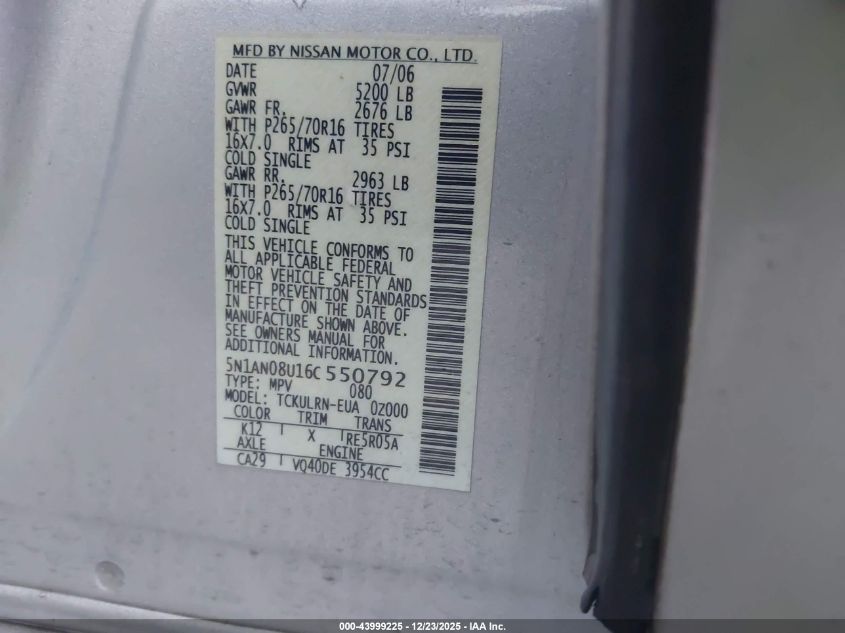 MFD BY NISSAN MOTOR CO., LTD.
DATE 07/06
GVWR 5200 LB
GAWR FR. 2676 LB
WITH P265/70R16 TIRES
16X7.0 RIMS AT 35 PSI
COLD SINGLE
GAWR RR. 2963 LB
WITH P265/70R16 TIRES
16X7.0 RIMS AT 35 PSI
COLD SINGLE
THIS VEHICLE CONFORMS TO
ALL APPLICABLE FEDERAL
MOTOR VEHICLE SAFETY AND
THEFT PREVENTION STANDARDS
IN EFFECT ON THE DATE OF
MANUFACTURE SHOWN ABOVE.
SEE OWNERS MANUAL FOR
ADDITIONAL INFORMATION.
5N1AN08U16C550792
TYPE: MPV 080
MODEL: TCKULRN-EUA 0Z000
COLOR TRIM TRANS
K12 X RE5R05A
AXLE ENGINE
CA29 VQ40DE 3954CC
000-43999225 - 12/23/2025 - IAA Inc.